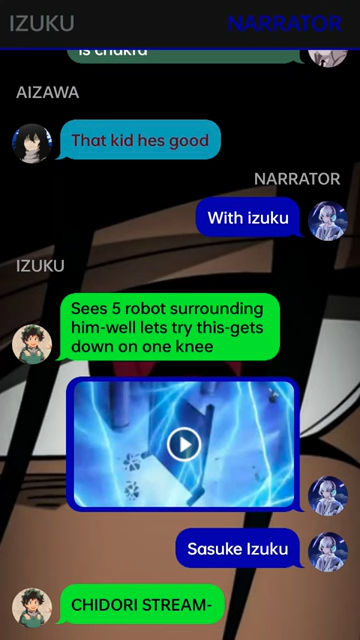 IZUKU NARRATOR
is chakra
AIZAWA
That kid hes good
NARRATOR
With izuku
IZUKU
Sees 5 robot surrounding
him-well lets try this-gets
down on one knee
Sasuke Izuku
CHIDORI STREAM-